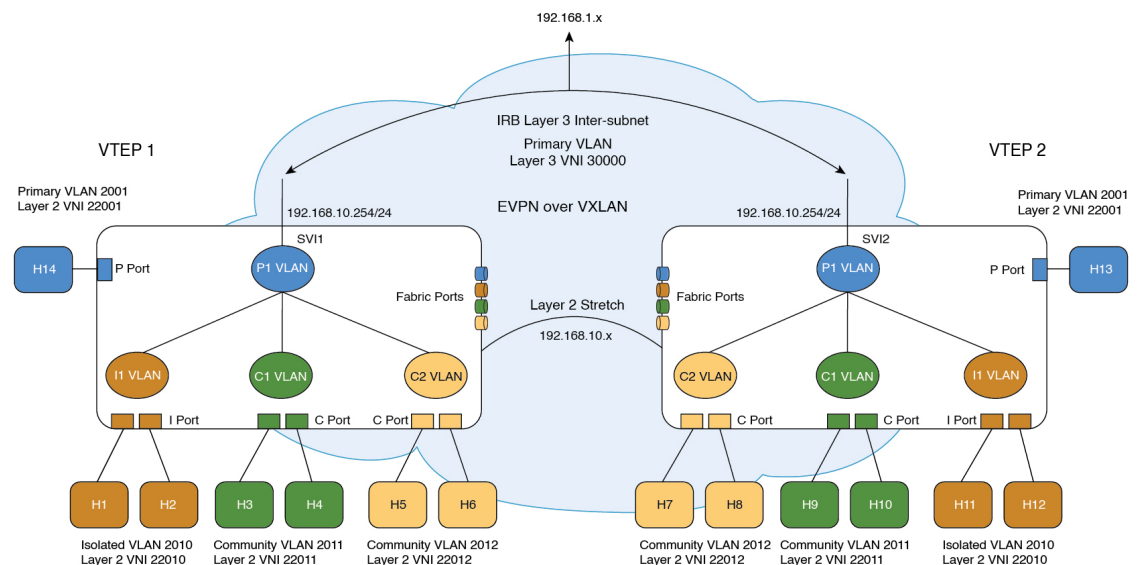 192.168.1.x
IRB Layer 3 Inter-subnet
Primary VLAN
Layer 3 VNI 30000
VTEP 1
VTEP 2
Primary VLAN 2001
Layer 2 VNI 22001
Primary VLAN 2001
Layer 2 VNI 22001
192.168.10.254/24
EVPN over VXLAN
192.168.10.254/24
SVI1
SVI2
H14
P Port
P1 VLAN
P1 VLAN
P Port
H13
Fabric Ports
Fabric Ports
Layer 2 Stretch
192.168.10.x
I1 VLAN
C1 VLAN
C2 VLAN
C2 VLAN
C1 VLAN
I1 VLAN
I Port
C Port
C Port
C Port
C Port
I Port
H1
H2
H3
H4
H5
H6
H7
H8
H9
H10
H11
H12
Isolated VLAN 2010
Layer 2 VNI 22010
Community VLAN 2011
Layer 2 VNI 22011
Community VLAN 2012
Layer 2 VNI 22012
Community VLAN 2012
Layer 2 VNI 22012
Community VLAN 2011
Layer 2 VNI 22011
Isolated VLAN 2010
Layer 2 VNI 22010